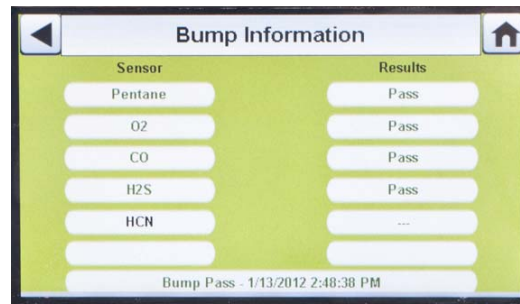 Bump Information
Sensor Results
Pentane Pass
O2 Pass
CO Pass
H2S Pass
HCN ---
Bump Pass - 1/13/2012 2:48:38 PM